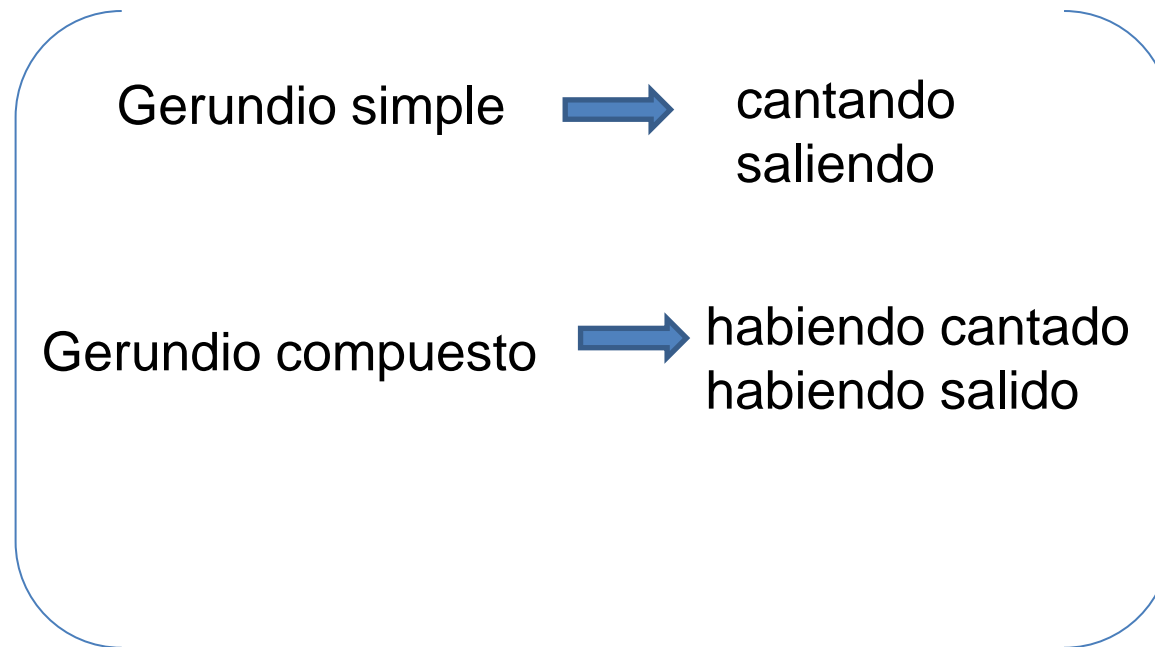 Gerundio simple
cantando
saliendo
Gerundio compuesto
habiendo cantado
habiendo salido